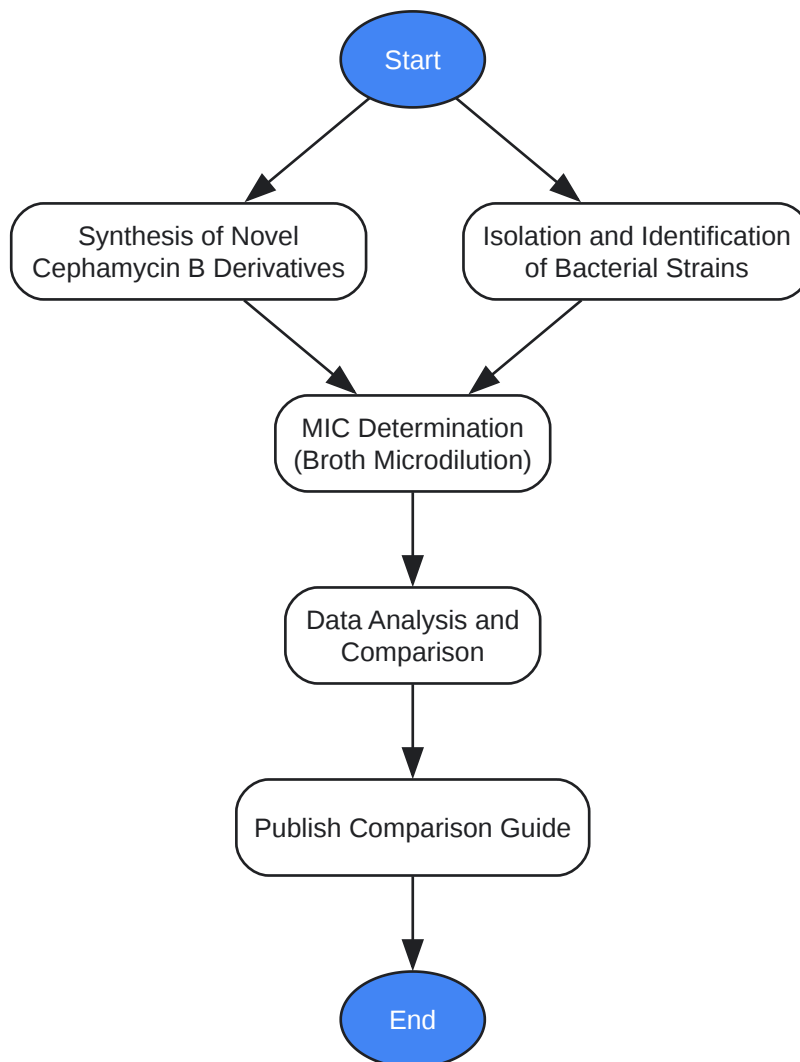 Start
Synthesis of Novel
Cephamycin B Derivatives
Isolation and Identification
of Bacterial Strains
MIC Determination
(Broth Microdilution)
Data Analysis and
Comparison
Publish Comparison Guide
End